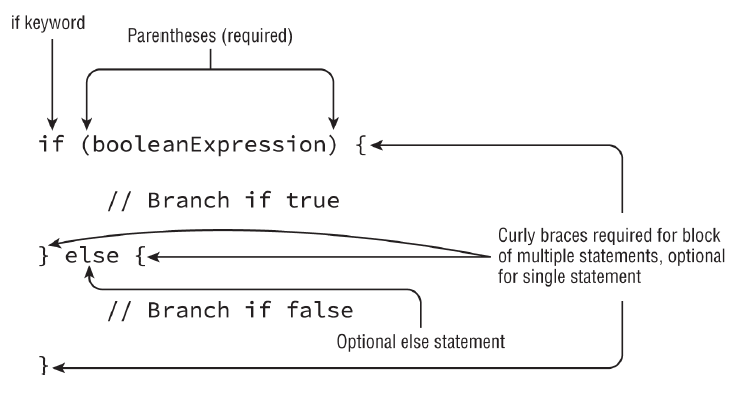 if keyword
Parentheses (required)
if (booleanExpression) {
// Branch if true
Curly braces required for block
of multiple statements, optional
for single statement
} else {
// Branch if false
Optional else statement
}